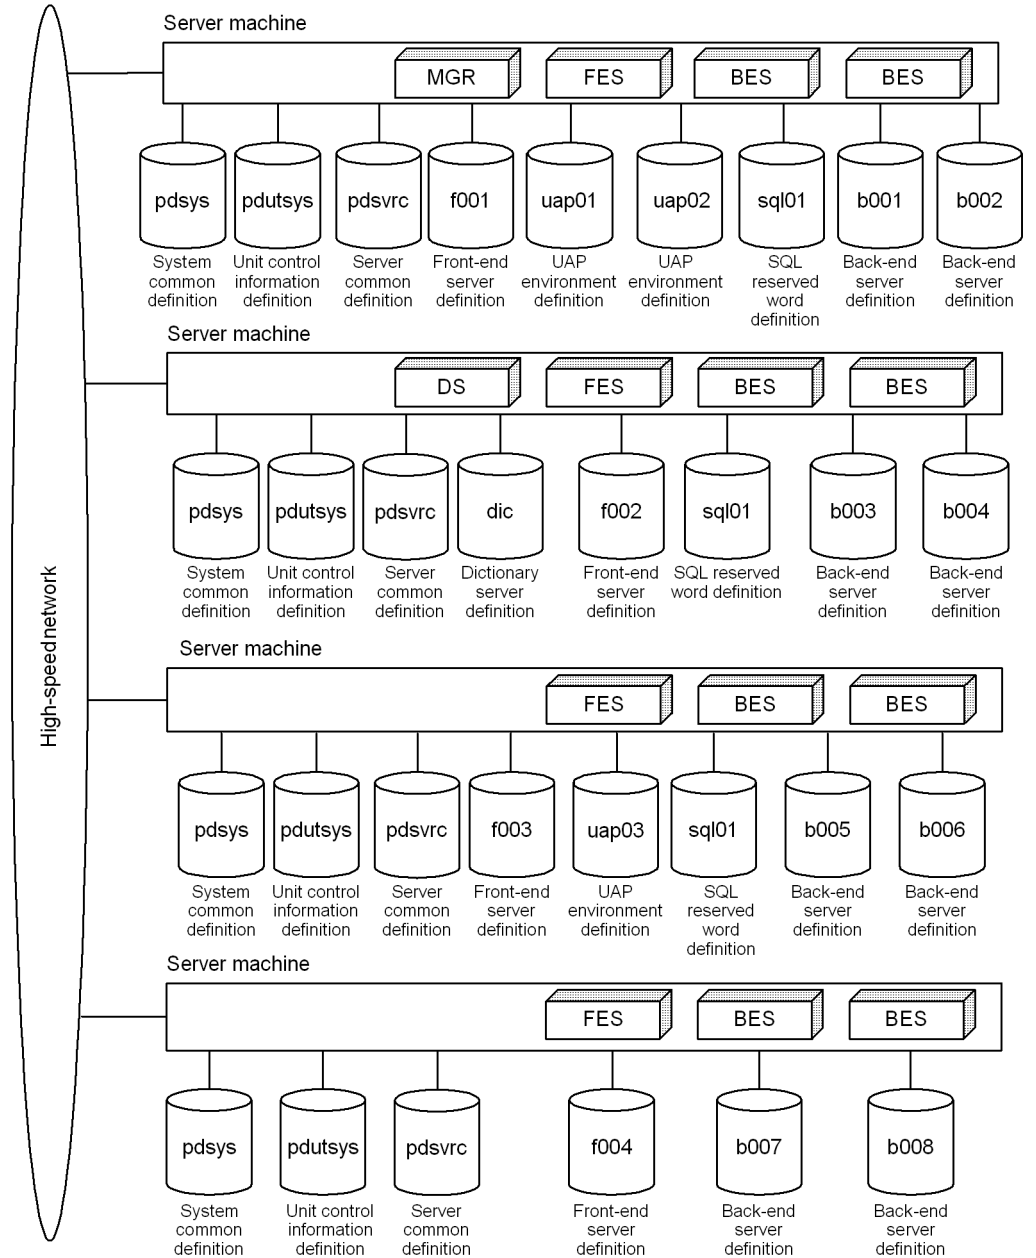 Server machine
MGR FES BES BES
pdsys pdutsys pdsvrc f001 uap01 uap02 sql01 b001 b002
System Unit control Server Front-end UAP UAP SQL Back-end Back-end
common information common server environment environment reserved server server
definition definition definition definition definition definition word definition definition
definition
Server machine
DS FES BES BES
pdsys pdutsys pdsvrc dic f002 sql01 b003 b004
System Unit control Server Dictionary Front-end SQL reserved Back-end Back-end
common information common server server word definition server server
definition definition definition definition definition definition definition
High-speed network
Server machine
FES BES BES
pdsys pdutsys pdsvrc f003 uap03 sql01 b005 b006
System Unit control Server Front-end UAP SQL Back-end Back-end
common information common server environment reserved server server
definition definition definition definition definition word definition definition
definition
Server machine
FES BES BES
pdsys pdutsys pdsvrc f004 b007 b008
System Unit control Server Front-end Back-end Back-end
common information common server server server
definition definition definition definition definition definition